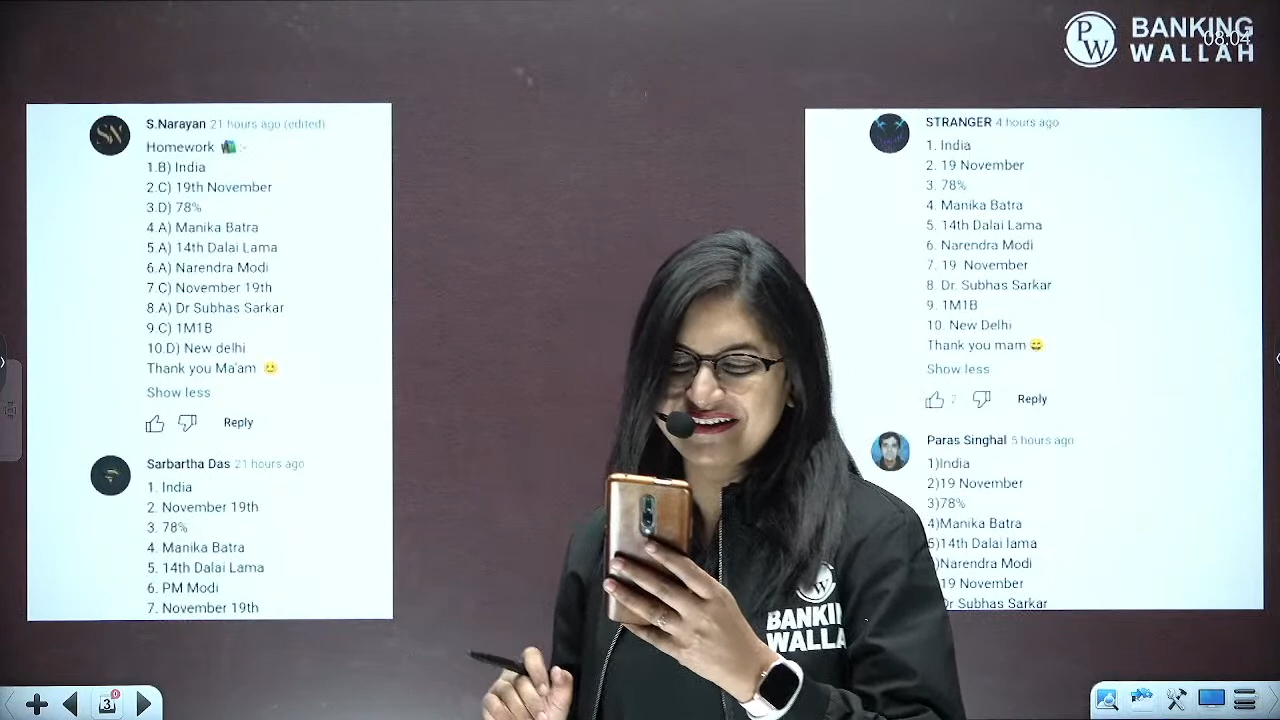 PW BANKING
WALLAH
08:04
S.Narayan 21 hours ago (edited)
Homework :-
1.B) India
2.C) 19th November
3.D) 78%
4.A) Manika Batra
5.A) 14th Dalai Lama
6.A) Narendra Modi
7 C) November 19th
8.A) Dr Subhas Sarkar
9 C) 1M1B
10.D) New delhi
Thank you Ma'am
Show less
Reply
Sarbartha Das 21 hours ago
1. India
2. November 19th
3. 78%
4. Manika Batra
5. 14th Dalai Lama
6. PM Modi
7. November 19th
STRANGER 4 hours ago
1. India
2. 19 November
3. 78%
4. Manika Batra
5. 14th Dalai Lama
6. Narendra Modi
7. 19 November
8. Dr. Subhas Sarkar
9. 1M1B
10. New Delhi
Thank you mam
Show less
2 Reply
Paras Singhal 5 hours ago
1)India
2)19 November
3)78%
4)Manika Batra
)14th Dalai lama
)Narendra Modi
19 November
Dr Subhas Sarkar
PW
BANKIN
WALLA
3
0